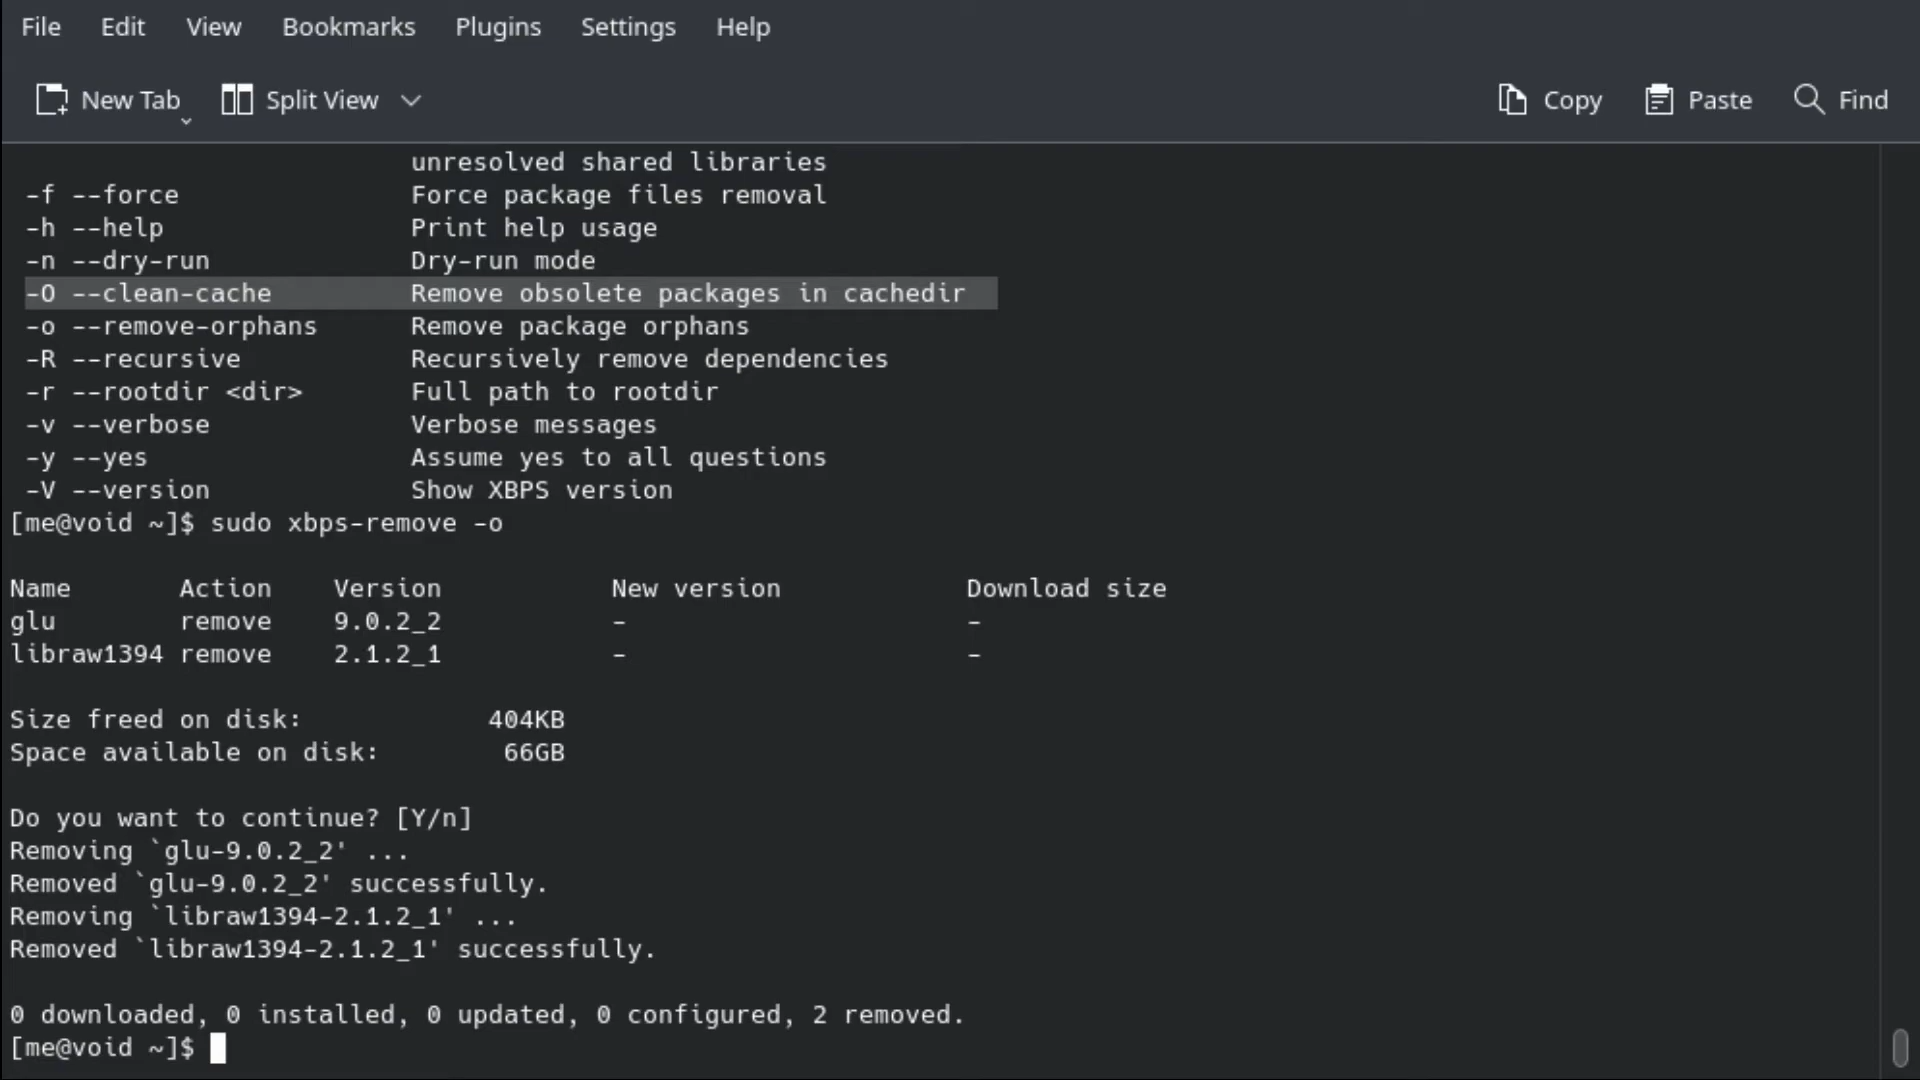 File Edit View Bookmarks Plugins Settings Help
New Tab Split View Copy Paste Find
unresolved shared libraries
-f --force Force package files removal
-h --help Print help usage
-n --dry-run Dry-run mode
-O --clean-cache Remove obsolete packages in cachedir
-o --remove-orphans Remove package orphans
-R --recursive Recursively remove dependencies
-r --rootdir <dir> Full path to rootdir
-v --verbose Verbose messages
-y --yes Assume yes to all questions
-V --version Show XBPS version
[me@void ~]$ sudo xbps-remove -o
Name Action Version New version Download size
glu remove 9.0.2_2 - -
libraw1394 remove 2.1.2_1 - -
Size freed on disk: 404KB
Space available on disk: 66GB
Do you want to continue? [Y/n]
Removing `glu-9.0.2_2' ...
Removed `glu-9.0.2_2' successfully.
Removing `libraw1394-2.1.2_1' ...
Removed `libraw1394-2.1.2_1' successfully.
0 downloaded, 0 installed, 0 updated, 0 configured, 2 removed.
[me@void ~]$